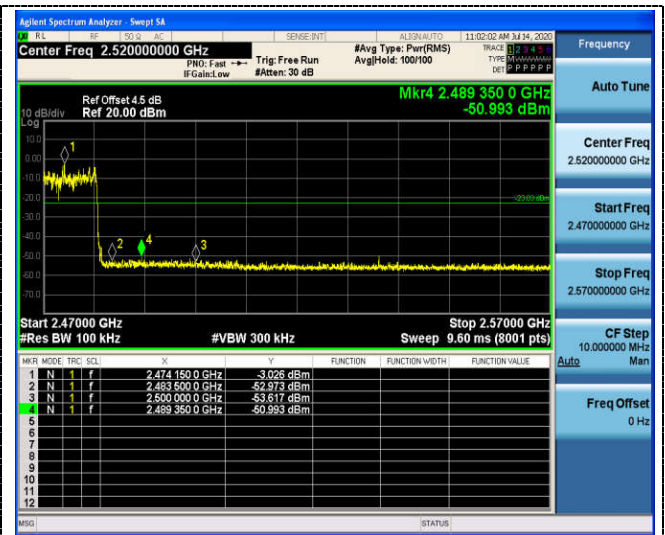 Agilent Spectrum Analyzer - Swept SA
RL RF 50 Ω AC SENSE:INT ALIGNAUTO 11:02:02 AM Jul 14, 2020
Center Freq 2.520000000 GHz #Avg Type: Pwr(RMS) TRACE 1 2 3 4 5 6
PNO: Fast Trig: Free Run Avg|Hold: 100/100 TYPE
IFGain:Low #Atten: 30 dB DET P P P P P P
Ref Offset 4.5 dB Mkr4 2.489 350 0 GHz
10 dB/div Ref 20.00 dBm -50.993 dBm
Log
10.0
0.00
-10.0
-20.0
-30.0
-40.0
-50.0
-60.0
-70.0
1
2
4
3
Start 2.47000 GHz Stop 2.57000 GHz
#Res BW 100 kHz #VBW 300 kHz Sweep 9.60 ms (8001 pts)
MKR MODE TRC SCL X Y FUNCTION FUNCTION WIDTH FUNCTION VALUE
1 N 1 f 2.474 150 0 GHz -3.026 dBm
2 N 1 f 2.483 500 0 GHz -52.973 dBm
3 N 1 f 2.500 000 0 GHz -53.617 dBm
4 N 1 f 2.489 350 0 GHz -50.993 dBm
5
6
7
8
9
10
11
12
MSG STATUS
Frequency
Auto Tune
Center Freq
2.520000000 GHz
Start Freq
2.470000000 GHz
Stop Freq
2.570000000 GHz
CF Step
10.000000 MHz
Auto Man
Freq Offset
0 Hz